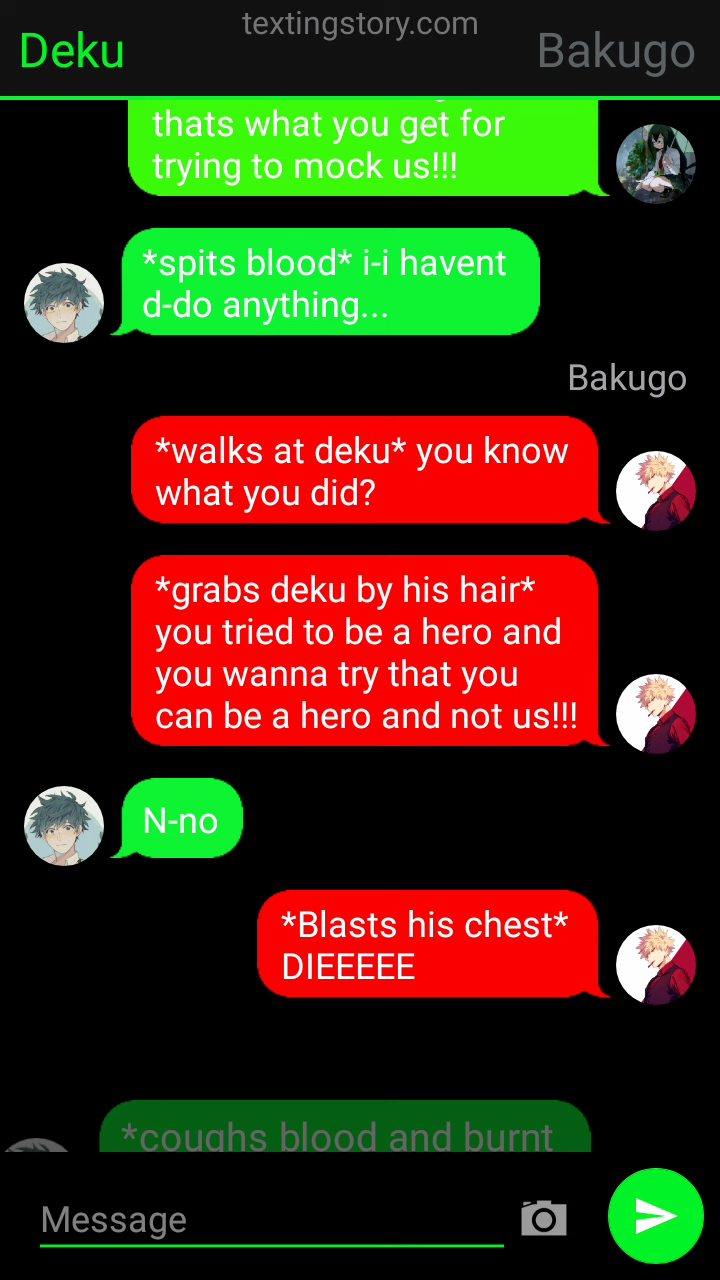 textingstory.com
Deku
Bakugo
thats what you get for
trying to mock us!!!
*spits blood* i-i havent
d-do anything...
Bakugo
*walks at deku* you know
what you did?
*grabs deku by his hair*
you tried to be a hero and
you wanna try that you
can be a hero and not us!!!
N-no
*Blasts his chest*
DIEEEEE
*coughs blood and burnt
Message